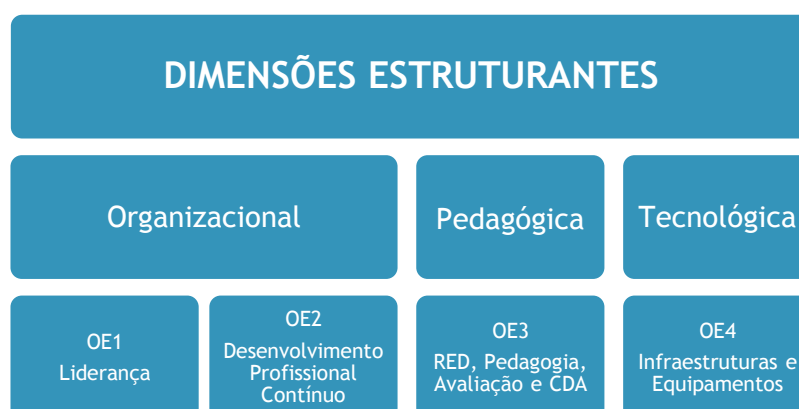 DIMENSÕES ESTRUTURANTES
Organizacional
Pedagógica
Tecnológica
OE1
Liderança
OE2
Desenvolvimento
Profissional
Contínuo
OE3
RED, Pedagogia,
Avaliação e CDA
OE4
Infraestruturas e
Equipamentos